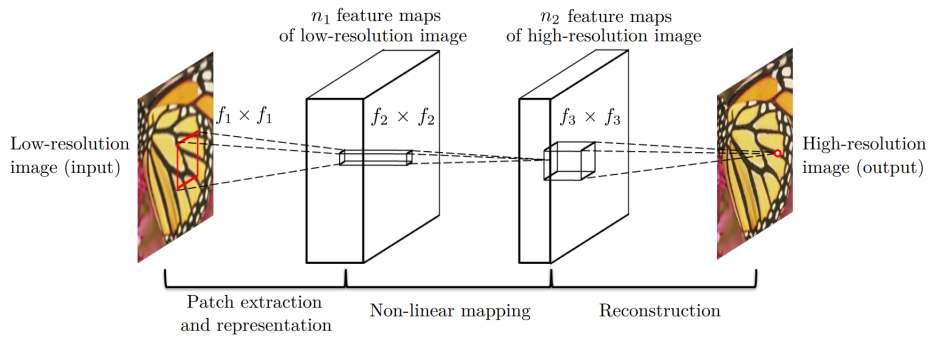 n₁ feature maps
of low-resolution image
n₂ feature maps
of high-resolution image
f₁ × f₁
f₂ × f₂
f₃ × f₃
Low-resolution
image (input)
High-resolution
image (output)
Patch extraction
and representation
Non-linear mapping
Reconstruction